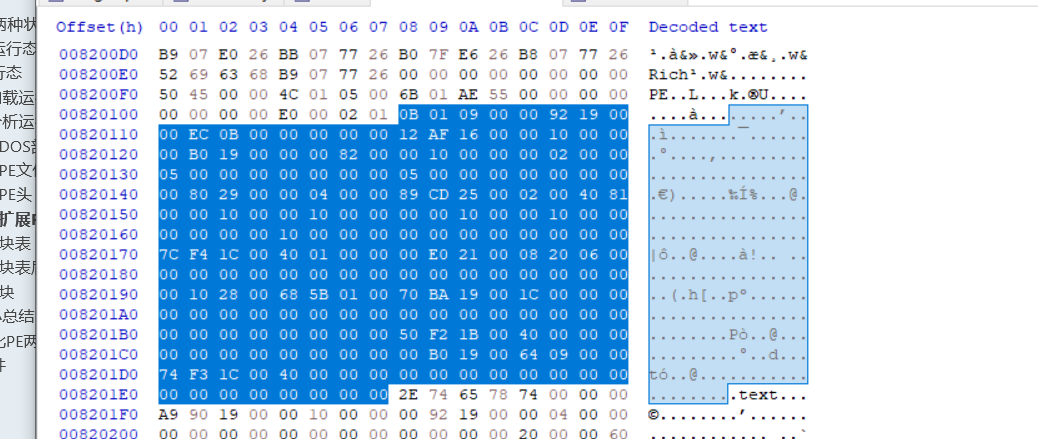 两种状
运行态
行态
载运
析运
DOS部
PE文件
PE头
扩展
块表
块表后
块
总结
PE两
件
Offset(h) 00 01 02 03 04 05 06 07 08 09 0A 0B 0C 0D 0E 0F Decoded text
008200D0 B9 07 E0 26 BB 07 77 26 B0 7F E6 26 B8 07 77 26 ¹.à&».w&°.æ&¸.w&
008200E0 52 69 63 68 B9 07 77 26 00 00 00 00 00 00 00 00 Rich¹.w&........
008200F0 50 45 00 00 4C 01 05 00 6B 01 AE 55 00 00 00 00 PE..L...k.®U....
00820100 00 00 00 00 E0 00 02 01 0B 01 09 00 00 92 19 00 ....à........’..
00820110 00 EC 0B 00 00 00 00 00 12 AF 16 00 00 10 00 00 .ì.......¯......
00820120 00 B0 19 00 00 00 82 00 00 10 00 00 00 02 00 00 .°....‚.........
00820130 05 00 00 00 00 00 00 00 05 00 00 00 00 00 00 00 ................
00820140 00 80 29 00 00 04 00 00 89 CD 25 00 02 00 40 81 .€).....‰Í%...@.
00820150 00 00 10 00 00 10 00 00 00 00 10 00 00 10 00 00 ................
00820160 00 00 00 00 10 00 00 00 00 00 00 00 00 00 00 00 ................
00820170 7C F4 1C 00 40 01 00 00 00 E0 21 00 08 20 06 00 |ô..@....à!.. ..
00820180 00 00 00 00 00 00 00 00 00 00 00 00 00 00 00 00 ................
00820190 00 10 28 00 68 5B 01 00 70 BA 19 00 1C 00 00 00 ..(.h[..pº......
008201A0 00 00 00 00 00 00 00 00 00 00 00 00 00 00 00 00 ................
008201B0 00 00 00 00 00 00 00 00 50 F2 1B 00 40 00 00 00 ........Pò..@...
008201C0 00 00 00 00 00 00 00 00 00 B0 19 00 64 09 00 00 .........°..d...
008201D0 74 F3 1C 00 40 00 00 00 00 00 00 00 00 00 00 00 tó..@...........
008201E0 00 00 00 00 00 00 00 00 2E 74 65 78 74 00 00 00 .........text...
008201F0 A9 90 19 00 00 10 00 00 00 92 19 00 00 04 00 00 ©........’......
00820200 00 00 00 00 00 00 00 00 00 00 00 00 20 00 00 60 ............ ..`